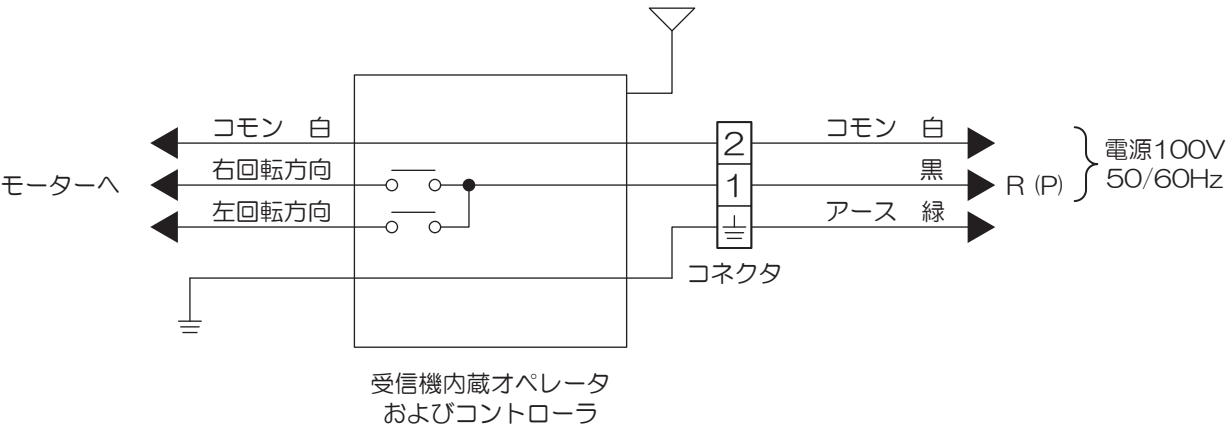 コモン 白
右回転方向
モーターへ
左回転方向
2
1
コネクタ
コモン 白
黒
R (P)
アース 緑
電源100V
50/60Hz
受信機内蔵オペレータ
およびコントローラ